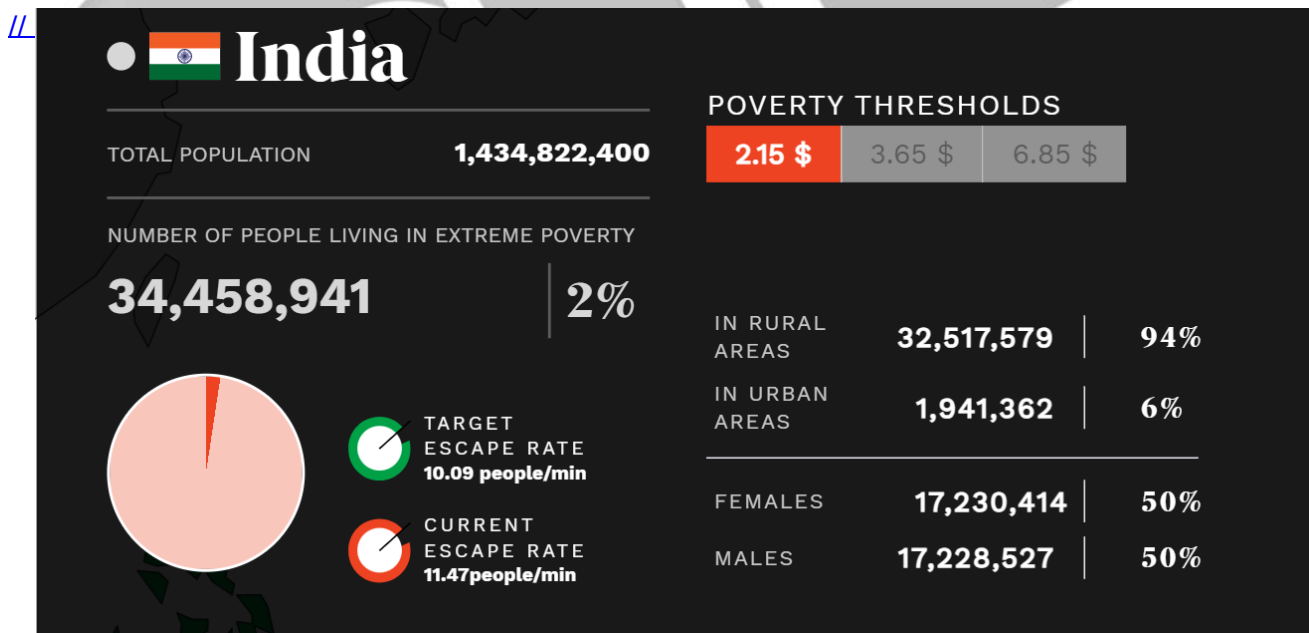 //
India
TOTAL POPULATION 1,434,822,400
NUMBER OF PEOPLE LIVING IN EXTREME POVERTY
34,458,941 2%
TARGET
ESCAPE RATE
10.09 people/min
CURRENT
ESCAPE RATE
11.47people/min
POVERTY THRESHOLDS
2.15 $ 3.65 $ 6.85 $
IN RURAL
AREAS
32,517,579 94%
IN URBAN
AREAS
1,941,362 6%
FEMALES 17,230,414 50%
MALES 17,228,527 50%